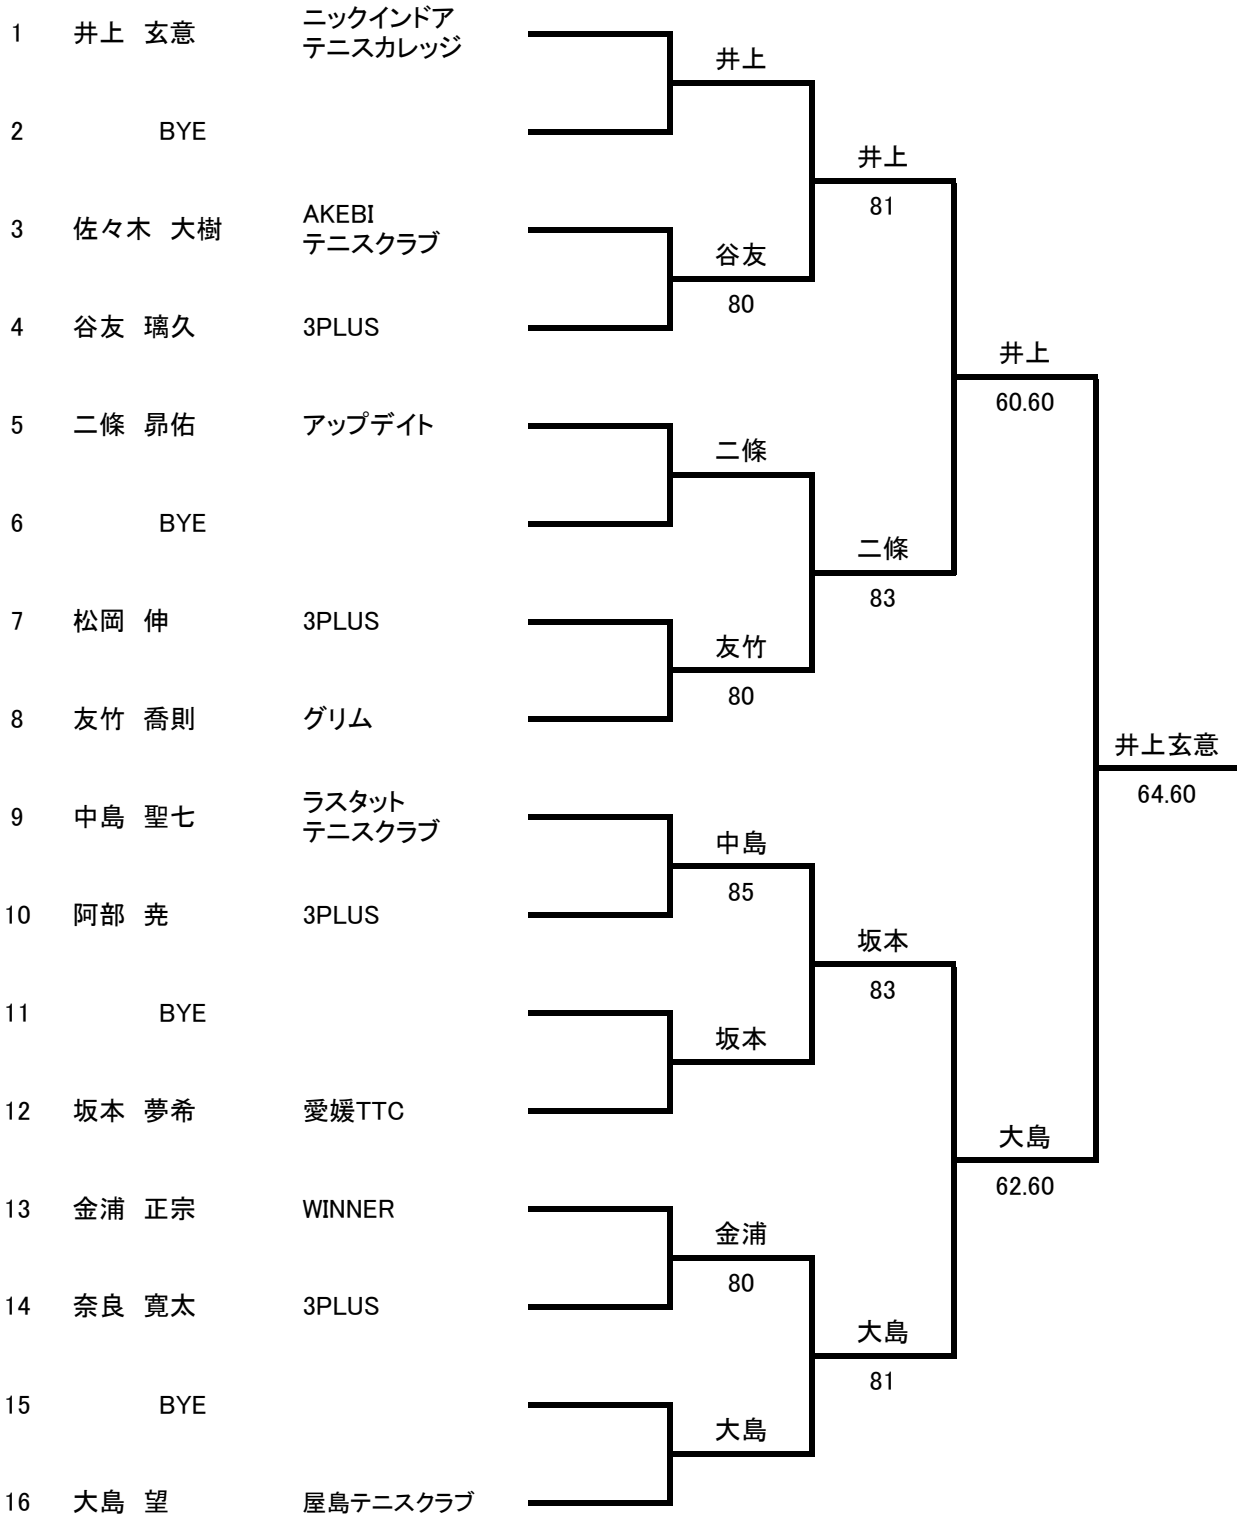 1 井上 玄意 ニックインドア
テニスカレッジ
井上
2 BYE
井上
81
3 佐々木 大樹 AKEBI
テニスクラブ
谷友
80
4 谷友 璃久 3PLUS
井上
60.60
5 二條 昴佑 アップデイト
二條
6 BYE
二條
83
7 松岡 伸 3PLUS
友竹
80
8 友竹 喬則 グリム
井上玄意
64.60
9 中島 聖七 ラスタット
テニスクラブ
中島
85
10 阿部 尭 3PLUS
坂本
83
11 BYE
坂本
12 坂本 夢希 愛媛TTC
大島
62.60
13 金浦 正宗 WINNER
金浦
80
14 奈良 寛太 3PLUS
大島
81
15 BYE
大島
16 大島 望 屋島テニスクラブ